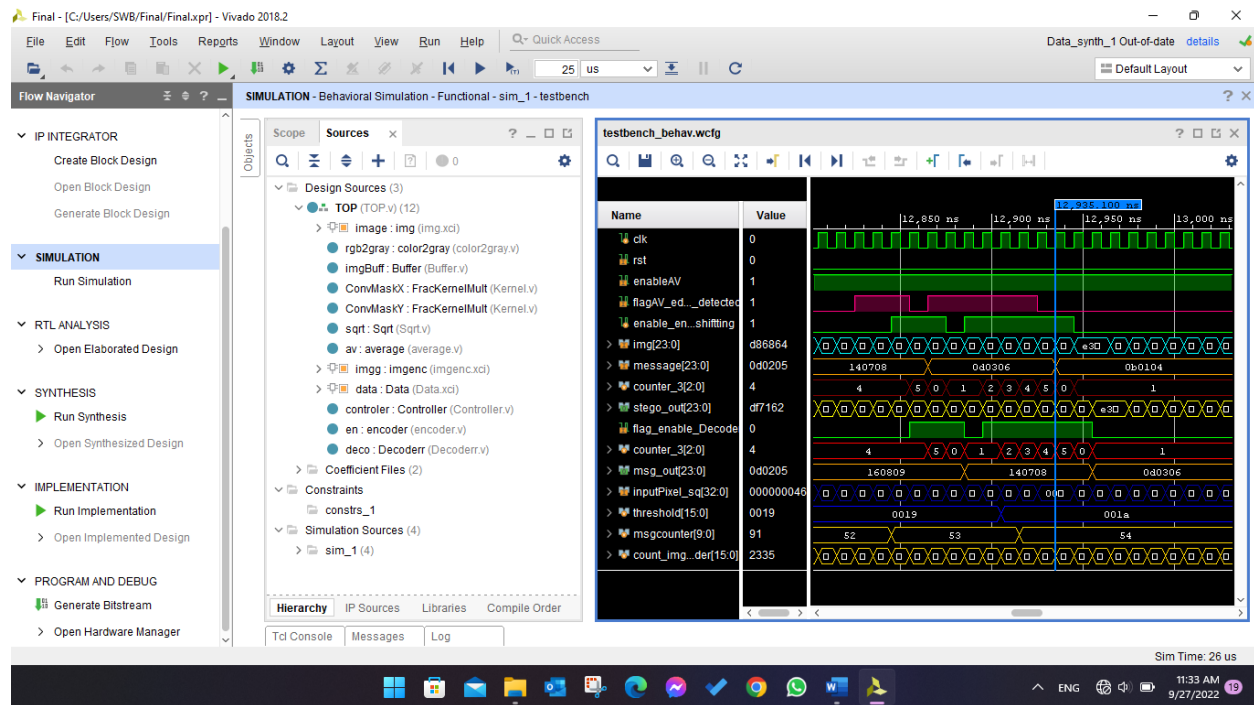 Final - [C:/Users/SWB/Final/Final.xpr] - Vivado 2018.2
File Edit Flow Tools Reports Window Layout View Run Help Q- Quick Access
Data_synth_1 Out-of-date details
25 us
Default Layout
Flow Navigator
SIMULATION - Behavioral Simulation - Functional - sim_1 - testbench
IP INTEGRATOR
Create Block Design
Open Block Design
Generate Block Design
SIMULATION
Run Simulation
RTL ANALYSIS
Open Elaborated Design
SYNTHESIS
Run Synthesis
Open Synthesized Design
IMPLEMENTATION
Run Implementation
Open Implemented Design
PROGRAM AND DEBUG
Generate Bitstream
Open Hardware Manager
Objects
Scope Sources
0
Design Sources (3)
TOP (TOP.v) (12)
image : img (img.xci)
rgb2gray : color2gray (color2gray.v)
imgBuff : Buffer (Buffer.v)
ConvMaskX : FracKernelMult (Kernel.v)
ConvMaskY : FracKernelMult (Kernel.v)
sqrt : Sqrt (Sqrt.v)
av : average (average.v)
imgg : imgenc (imgenc.xci)
data : Data (Data.xci)
controler : Controller (Controller.v)
en : encoder (encoder.v)
deco : Decoderr (Decoderr.v)
Coefficient Files (2)
Constraints
constrs_1
Simulation Sources (4)
sim_1 (4)
Hierarchy IP Sources Libraries Compile Order
Tcl Console Messages Log
testbench_behav.wcfg
12,935.100 ns
Name Value 12,850 ns 12,900 ns 12,950 ns 13,000 ns
clk 0
rst 0
enableAV 1
flagAV_ed..._detected 1
enable_en...shiftting 1
img[23:0] d86864
message[23:0] 0d0205 140708 0d0306 0b0104
counter_3[2:0] 4 4 5 0 1 2 3 4 5 0 1
stego_out[23:0] df7162
flag_enable_Decode 0
counter_3[2:0] 4 4 5 0 1 2 3 4 5 0 1
msg_out[23:0] 0d0205 160809 140708 0d0306
inputPixel_sq[32:0] 000000046
threshold[15:0] 0019 0019 001a
msgcounter[9:0] 91 52 53 54
count_img...der[15:0] 2335
Sim Time: 26 us
ENG
11:33 AM
9/27/2022
19